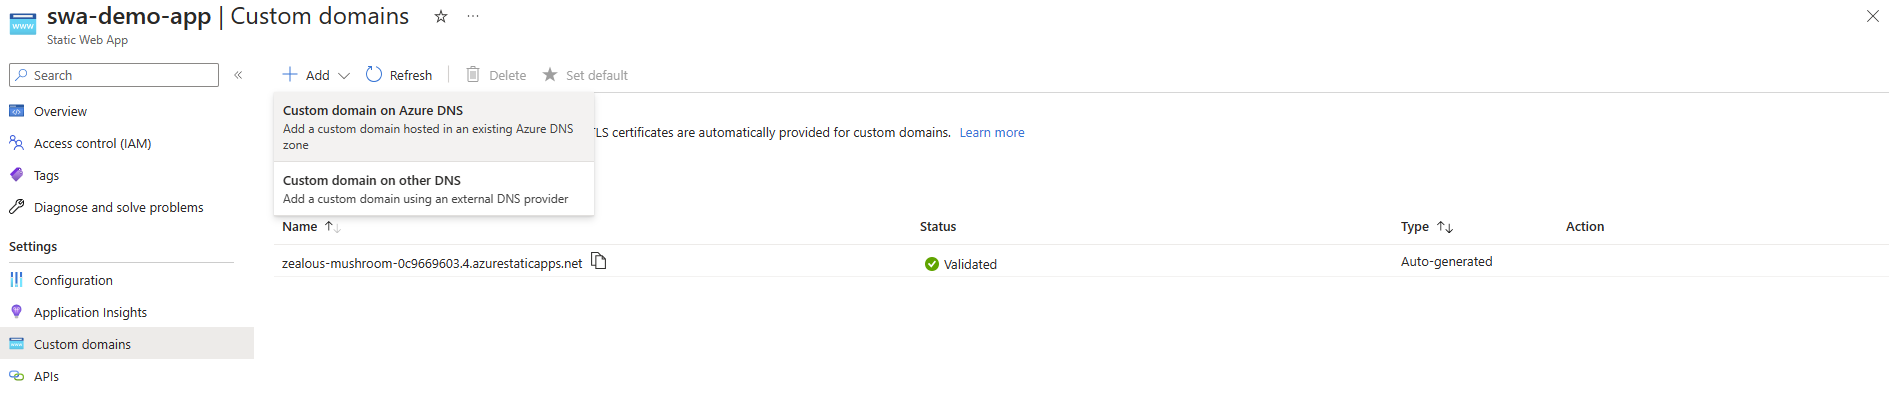 swa-demo-app | Custom domains
Static Web App
Search
Add
Refresh
Delete
Set default
Overview
Access control (IAM)
Tags
Diagnose and solve problems
Settings
Configuration
Application Insights
Custom domains
APIs
Custom domain on Azure DNS
Add a custom domain hosted in an existing Azure DNS
zone
certificates are automatically provided for custom domains. Learn more
Custom domain on other DNS
Add a custom domain using an external DNS provider
Name Status Type Action
zealous-mushroom-0c9669603.4.azurestaticapps.net Validated Auto-generated